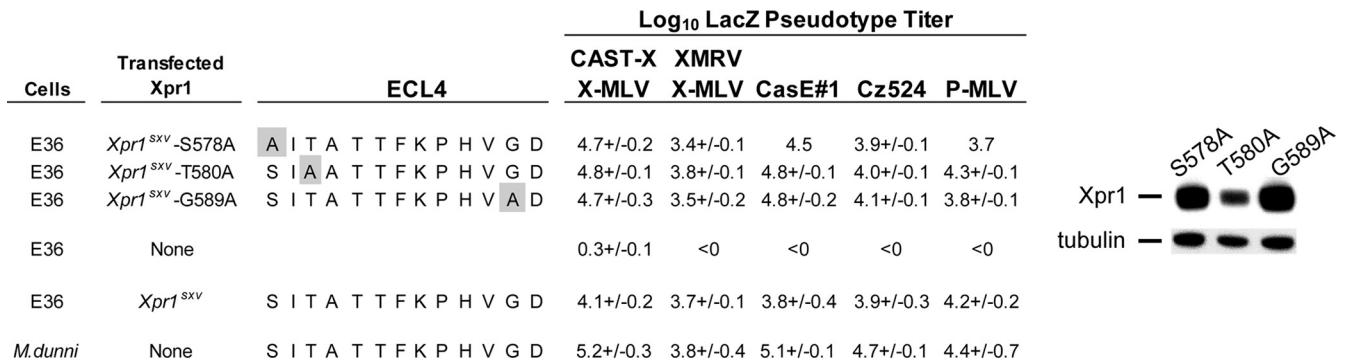 Log10 LacZ Pseudotype Titer
Transfected CAST-X XMRV
Cells Xpr1 ECL4 X-MLV X-MLV CasE#1 Cz524 P-MLV
E36 Xpr1sxv-S578A A I T A T T F K P H V G D 4.7+/-0.2 3.4+/-0.1 4.5 3.9+/-0.1 3.7
E36 Xpr1sxv-T580A S I A A T T F K P H V G D 4.8+/-0.1 3.8+/-0.1 4.8+/-0.1 4.0+/-0.1 4.3+/-0.1
E36 Xpr1sxv-G589A S I T A T T F K P H V A D 4.7+/-0.3 3.5+/-0.2 4.8+/-0.2 4.1+/-0.1 3.8+/-0.1
E36 None 0.3+/-0.1 <0 <0 <0 <0
E36 Xpr1sxv S I T A T T F K P H V G D 4.1+/-0.2 3.7+/-0.1 3.8+/-0.4 3.9+/-0.3 4.2+/-0.2
M.dunni None S I T A T T F K P H V G D 5.2+/-0.3 3.8+/-0.4 5.1+/-0.1 4.7+/-0.1 4.4+/-0.7
S578A T580A G589A
Xpr1
tubulin